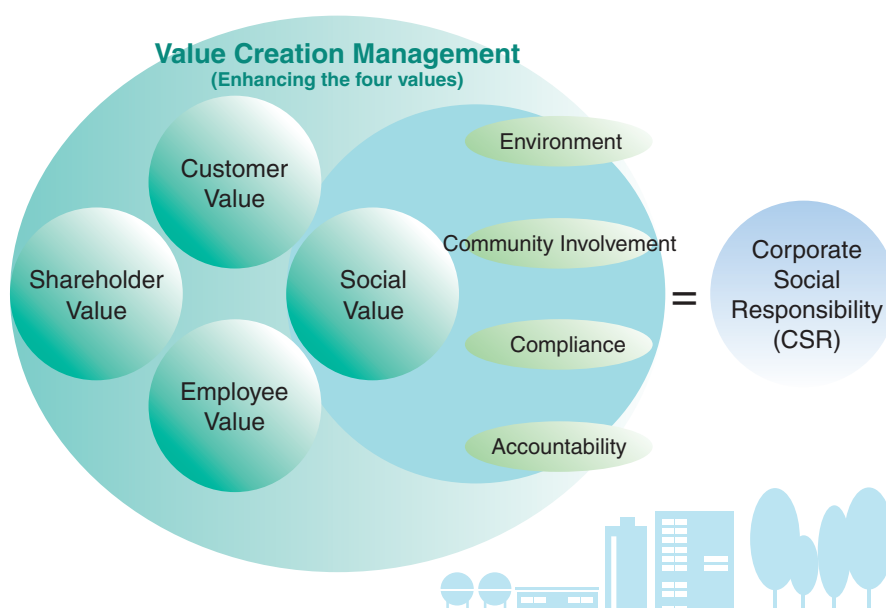 Value Creation Management
(Enhancing the four values)
Customer
Value
Shareholder
Value
Social
Value
Employee
Value
Environment
Community Involvement
Compliance
Accountability
=
Corporate
Social
Responsibility
(CSR)